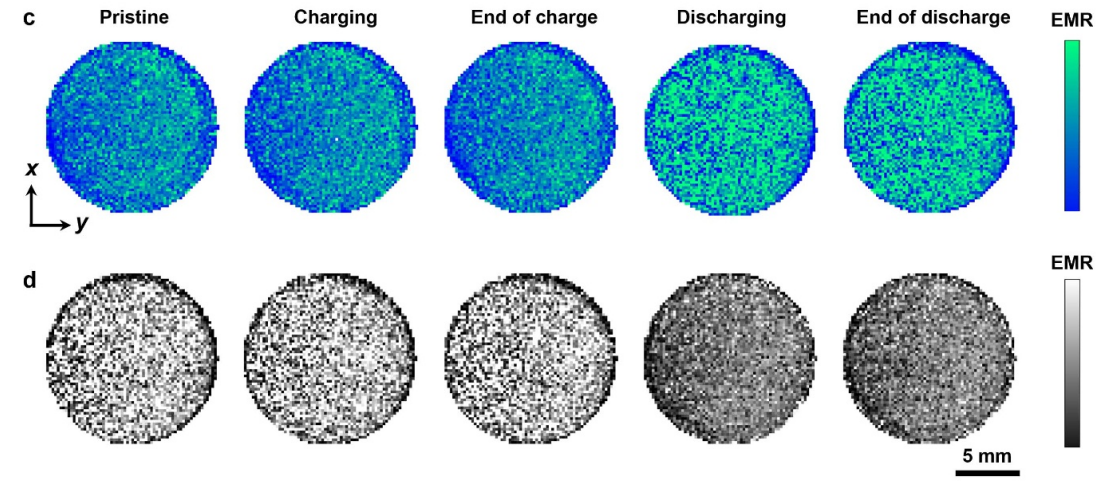 c Pristine Charging End of charge Discharging End of discharge EMR
x
y
d EMR
5 mm